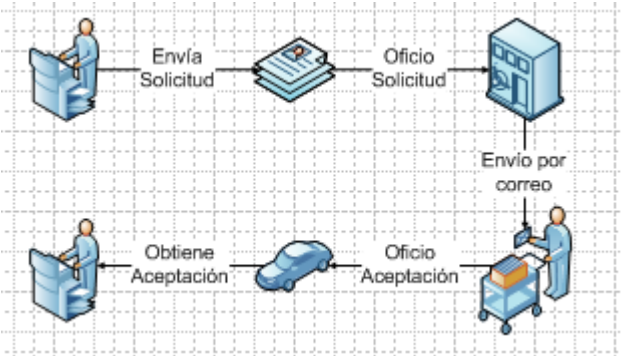 Envía
Solicitud
Oficio
Solicitud
Envío por
correo
Obtiene
Aceptación
Oficio
Aceptación